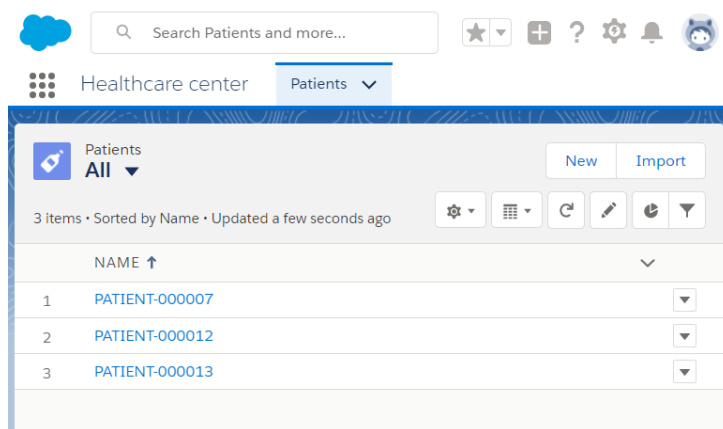 Search Patients and more...
Healthcare center Patients
Patients
All
New Import
3 items • Sorted by Name • Updated a few seconds ago
NAME
1 PATIENT-000007
2 PATIENT-000012
3 PATIENT-000013